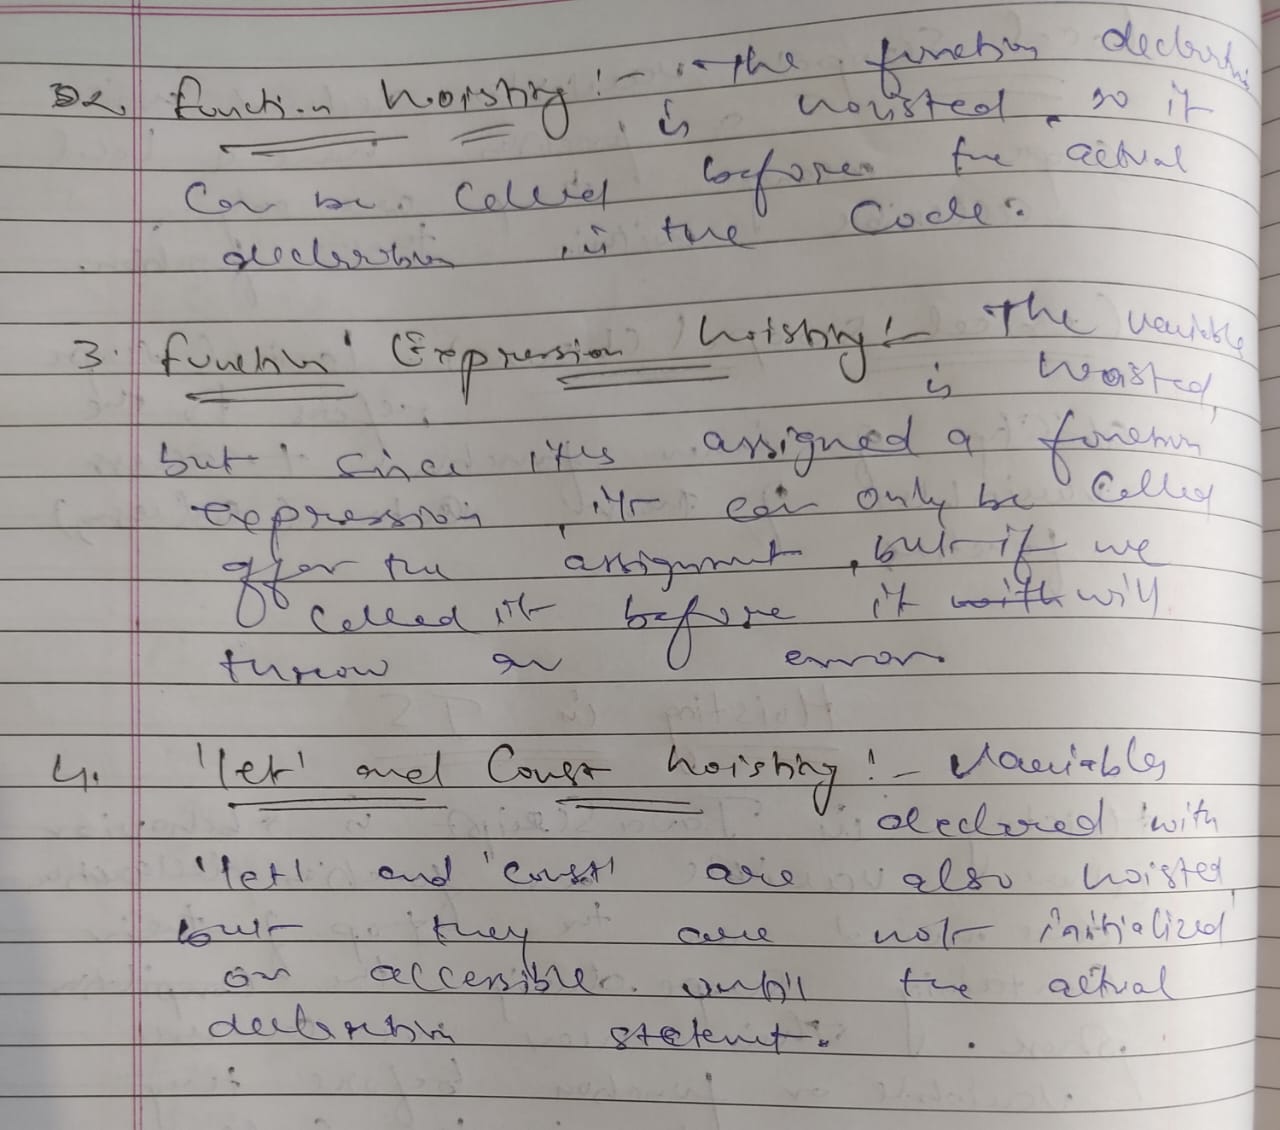 2. function hoisting :- The function declaration
is hoisted, so it
can be called before the actual
declaration in the code.
3. function Expression hoisting :- The variable
is hoisted,
but since it's assigned a function
expression, it can only be called
after the assignment, but if we
called it before it with will
throw an error.
4. 'let' and Const hoisting :- Variables
declared with
'let' and 'const' are also hoisted,
but they are not initialized
or accessible until the actual
declaration statement.